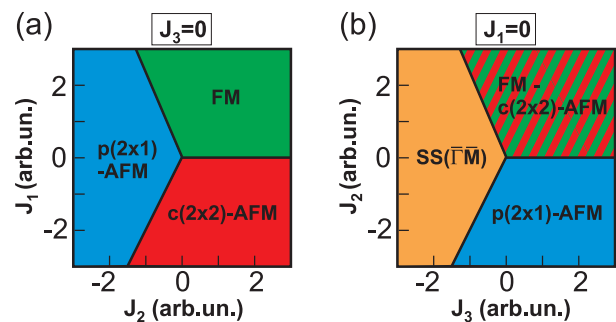 (a)
J3=0
J1 (arb.un.)
2
0
-2
FM
p(2x1)
-AFM
c(2x2)-AFM
-2 0 2
J2 (arb.un.)
(b)
J1=0
J2 (arb.un.)
2
0
-2
FM -
c(2x2)-AFM
SS(Γ̅M̅)
p(2x1)-AFM
-2 0 2
J3 (arb.un.)